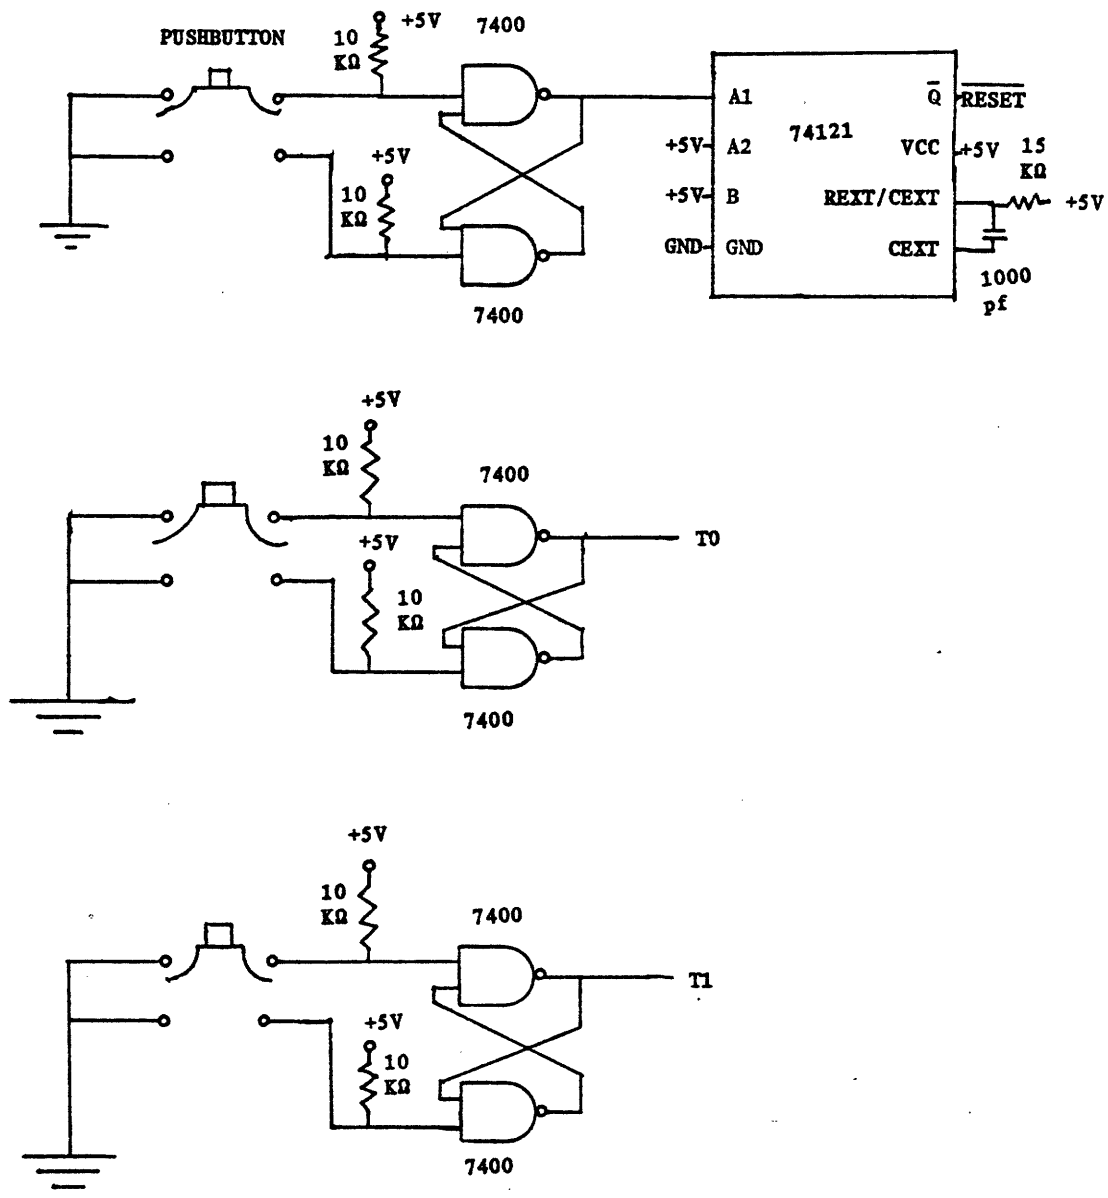 PUSHBUTTON
10
KΩ
+5V
7400
+5V
10
KΩ
7400
A1
+5V
A2
+5V
B
GND
GND
74121
Q̅
R̅E̅S̅E̅T̅
VCC
+5V
15
KΩ
REXT/CEXT
+5V
CEXT
1000
pf
+5V
10
KΩ
7400
+5V
10
KΩ
T0
7400
+5V
10
KΩ
7400
+5V
10
KΩ
T1
7400